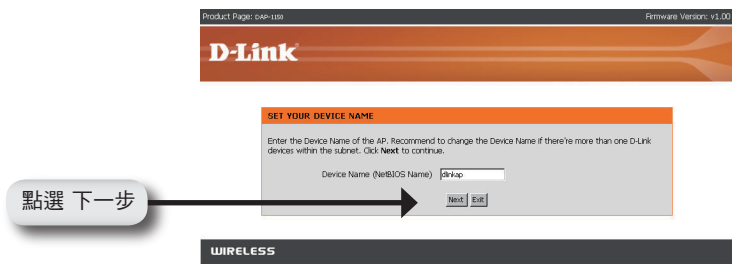 Product Page: DAP-1150 Firmware Version: v1.00
D-Link
SET YOUR DEVICE NAME
Enter the Device Name of the AP. Recommend to change the Device Name if there're more than one D-Link
devices within the subnet. Click Next to continue.
Device Name (NetBIOS Name) dlinkap
Next Exit
點選 下一步
WIRELESS